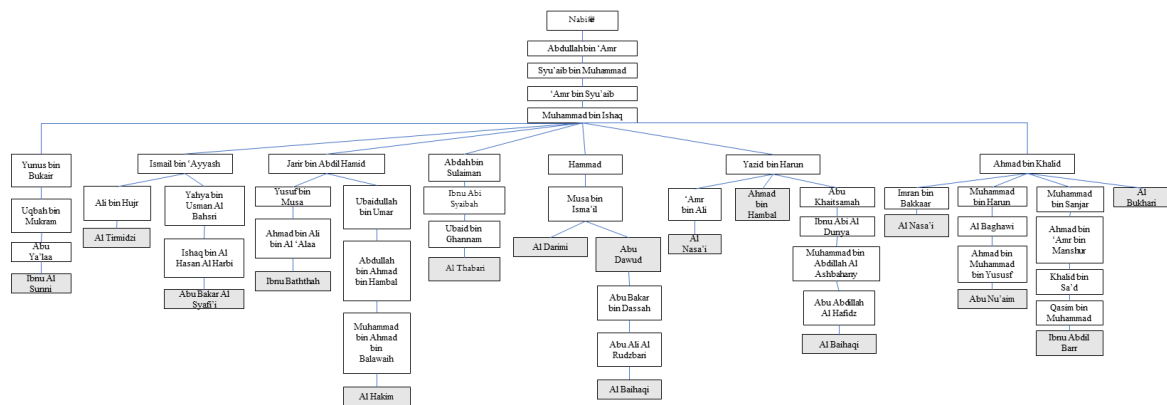 Nabi ﷺ
Abdullah bin ‘Amr
Syu’aib bin Muhammad
‘Amr bin Syu’aib
Muhammad bin Ishaq
Yunus bin
Bukair
Uqbah bin
Mukram
Abu
Ya’laa
Ibnu Al
Sunni
Ismail bin ‘Ayyash
Ali bin Hujr
Al Tirmidzi
Yahya bin
Usman Al
Bahsri
Ishaq bin Al
Hasan Al Harbi
Abu Bakar Al
Syafi’i
Jarir bin Abdil Hamid
Yusuf bin
Musa
Ahmad bin Ali
bin Al ‘Alaa
Ibnu Baththah
Ubaidullah
bin Umar
Abdullah
bin Ahmad
bin Hambal
Muhammad
bin Ahmad
bin
Balawaih
Al Hakim
Abdah bin
Sulaiman
Ibnu Abi
Syaibah
Ubaid bin
Ghannam
Al Thabari
Hammad
Musa bin
Isma’il
Al Darimi
Abu
Dawud
Abu Bakar
bin Dassah
Abu Ali Al
Rudzbari
Al Baihaqi
Yazid bin Harun
‘Amr
bin Ali
Al
Nasa’i
Ahmad
bin
Hambal
Abu
Khaitsamah
Ibnu Abi Al
Dunya
Muhammad bin
Abdillah Al
Ashbahany
Abu Abdillah
Al Hafidz
Al Baihaqi
Ahmad bin Khalid
Imran bin
Bakkaar
Al Nasa’i
Muhammad
bin Harun
Al Baghawi
Ahmad bin
Muhammad
bin Yususf
Abu Nu’aim
Muhammad
bin Sanjar
Ahmad bin
‘Amr bin
Manshur
Khalid bin
Sa’d
Qasim bin
Muhammad
Ibnu Abdil
Barr
Al
Bukhari